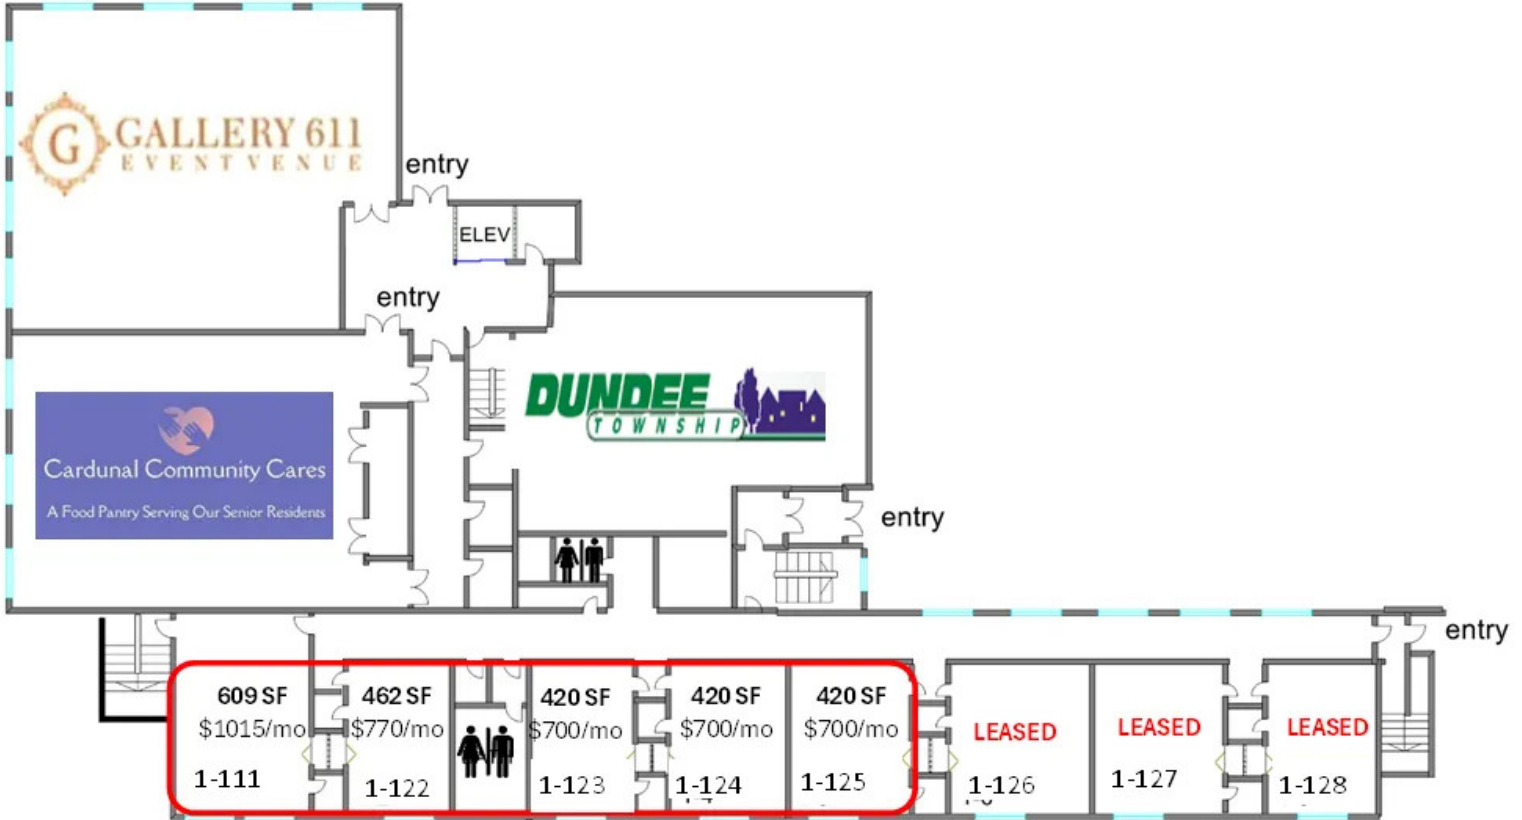 G GALLERY 611
EVENT VENUE
entry
ELEV
entry
DUNDEE
TOWNSHIP
Cardunal Community Cares
A Food Pantry Serving Our Senior Residents
entry
entry
609 SF
$1015/mo
1-111
462 SF
$770/mo
1-122
420 SF
$700/mo
1-123
420 SF
$700/mo
1-124
420 SF
$700/mo
1-125
LEASED
1-126
LEASED
1-127
LEASED
1-128